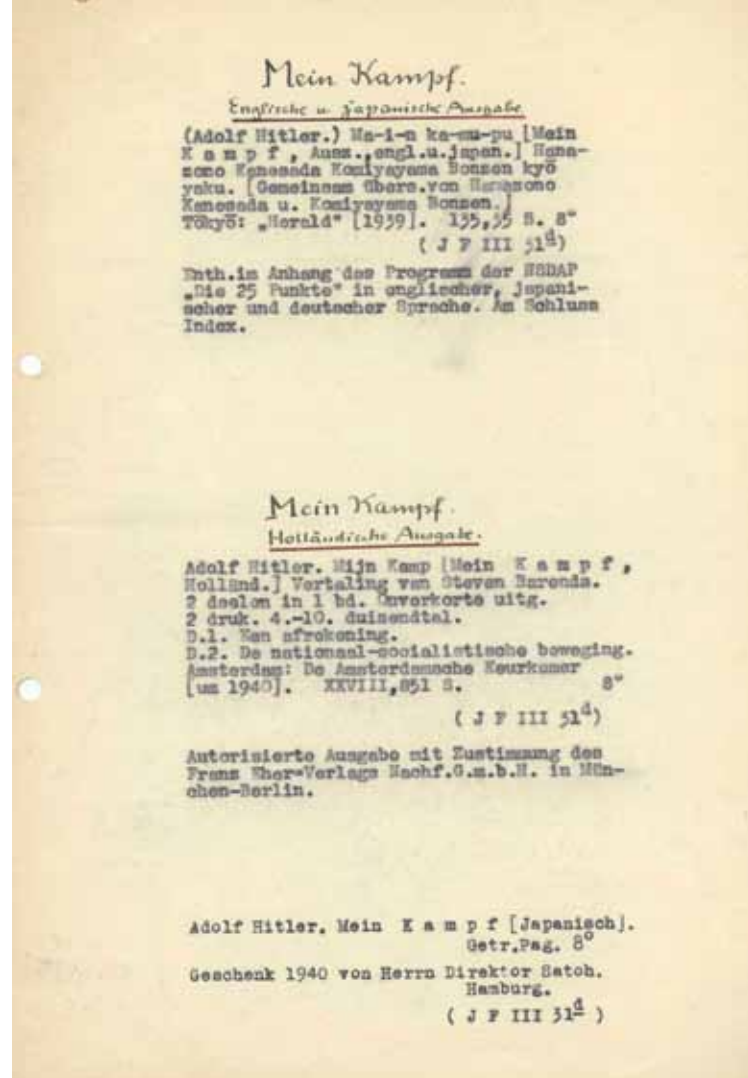 Mein Kampf.
Englische u. Japanische Ausgabe
(Adolf Hitler.) Ma-i-n ka-mu-pu [Mein
K a m p f , Ausz.,engl.u.japan.] Hana-
zono Kanesada Komiyayama Bonzen kyō
yaku. [Gemeinsam übers.von Hanazono
Kanesada u. Komiyayama Bonzen.]
Tōkyō: „Herald" [1939]. 135,55 S. 8°
( J F III 51d)
Enth.im Anhang das Programm der NSDAP
„Die 25 Punkte" in englischer, japani-
scher und deutscher Sprache. Am Schluss
Index.
Mein Kampf.
Holländische Ausgabe.
Adolf Hitler. Mijn Kamp [Mein K a m p f ,
Holländ.] Vertaling van Steven Barends.
2 deelen in 1 bd. Onverkorte uitg.
2 druk. 4.-10. duizendtal.
D.1. Een afrekening.
D.2. De nationaal-socialistische beweging.
Amsterdam: De Amsterdamsche Keurkamer
[um 1940]. XXVIII,851 S. 8°
( J F III 51d)
Autorisierte Ausgabe mit Zustimmung des
Franz Eher-Verlags Nachf.G.m.b.H. in Mün-
chen-Berlin.
Adolf Hitler. Mein K a m p f [Japanisch].
Getr.Pag. 8°
Geschenk 1940 von Herrn Direktor Satoh.
Hamburg.
( J F III 51d )